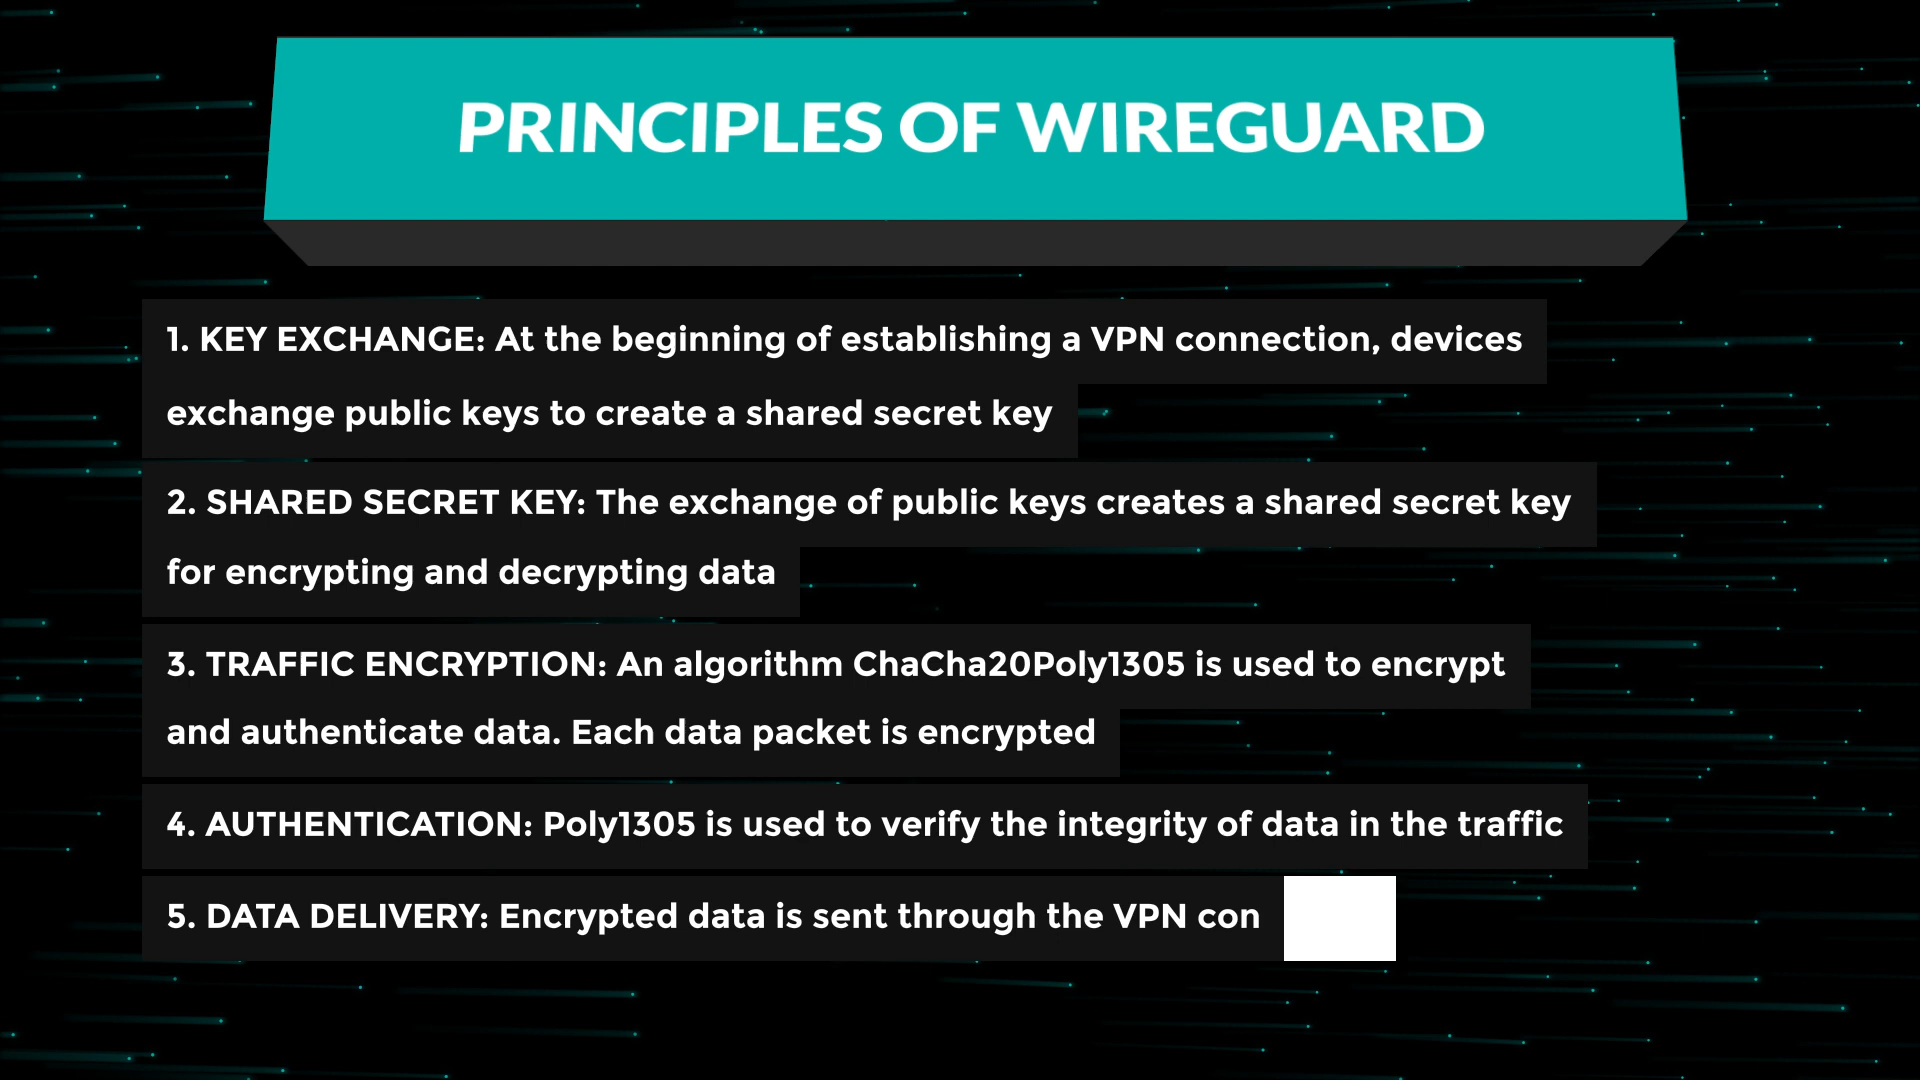 PRINCIPLES OF WIREGUARD
1. KEY EXCHANGE: At the beginning of establishing a VPN connection, devices
exchange public keys to create a shared secret key
2. SHARED SECRET KEY: The exchange of public keys creates a shared secret key
for encrypting and decrypting data
3. TRAFFIC ENCRYPTION: An algorithm ChaCha20Poly1305 is used to encrypt
and authenticate data. Each data packet is encrypted
4. AUTHENTICATION: Poly1305 is used to verify the integrity of data in the traffic
5. DATA DELIVERY: Encrypted data is sent through the VPN con